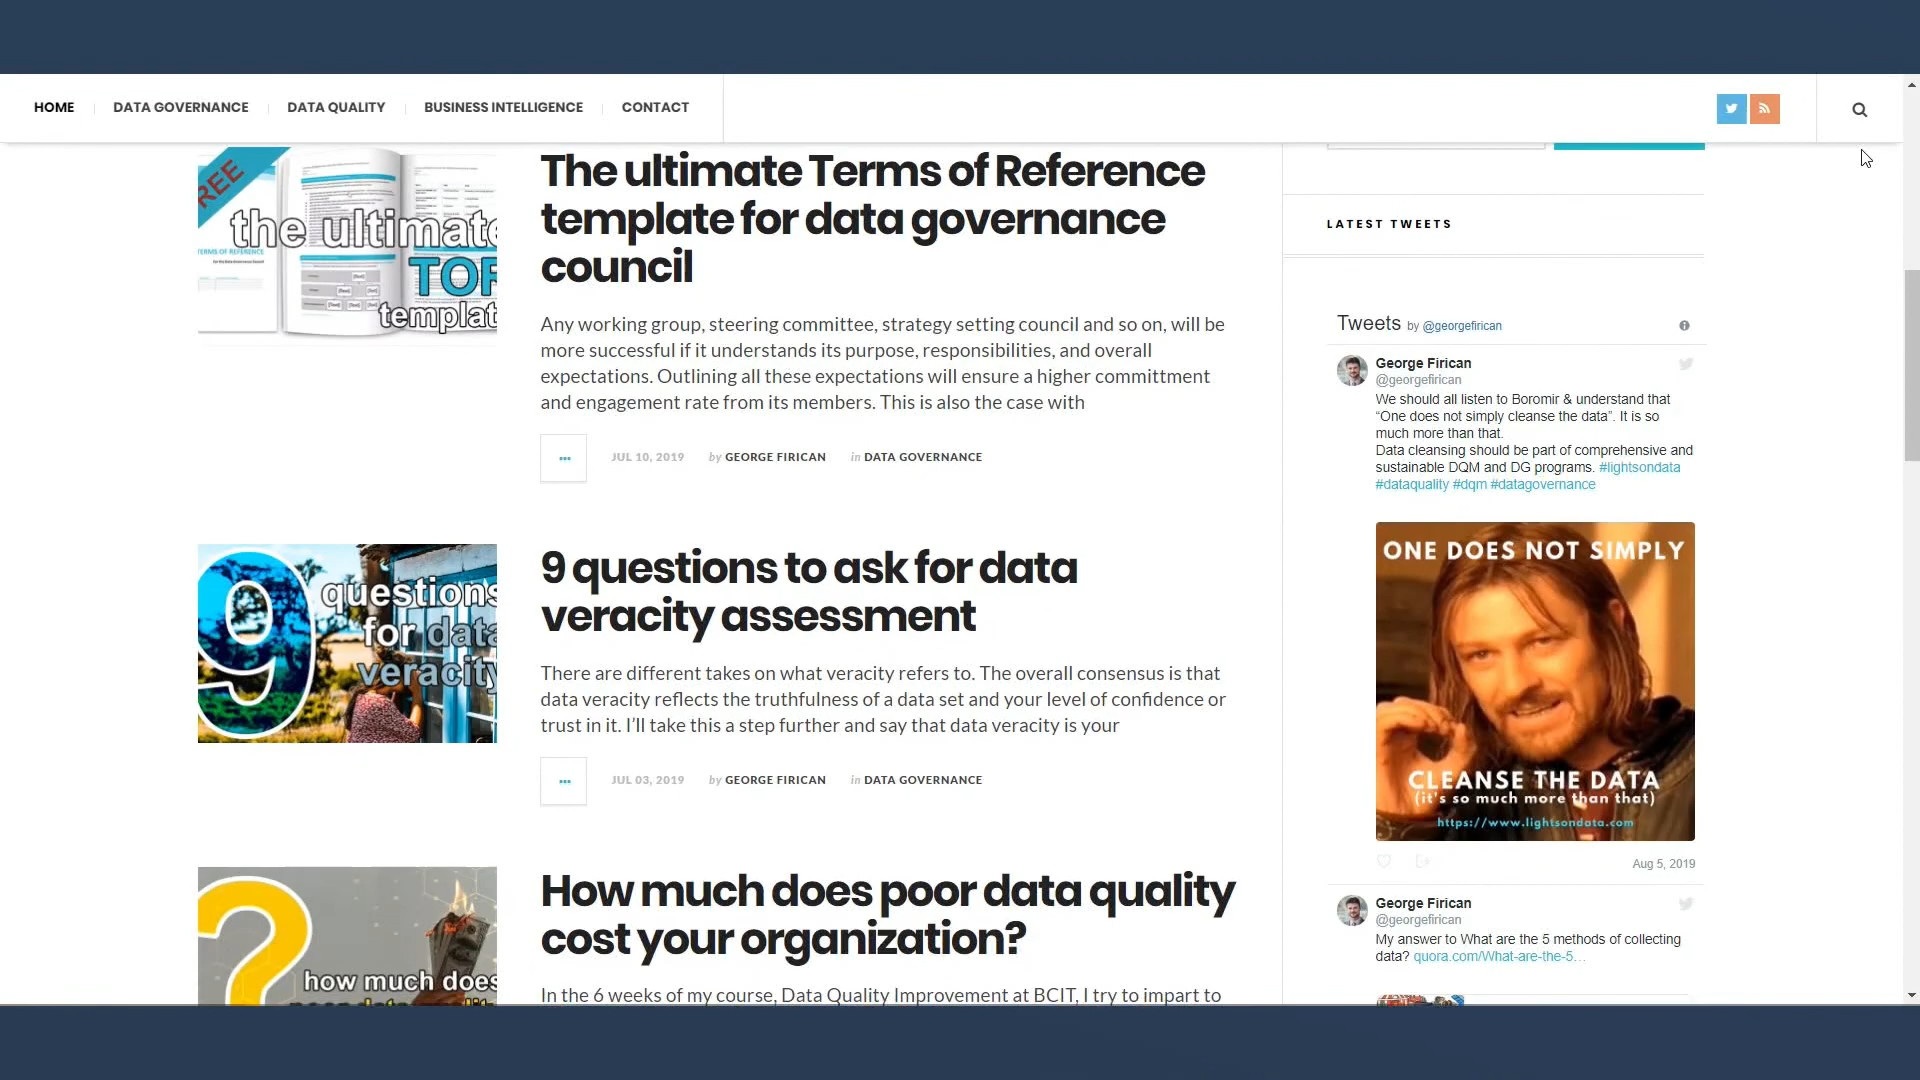 HOME
DATA GOVERNANCE
DATA QUALITY
BUSINESS INTELLIGENCE
CONTACT
REE
the ultimate
TERMS OF REFERENCE
TOR
templat
The ultimate Terms of Reference
template for data governance
council
Any working group, steering committee, strategy setting council and so on, will be
more successful if it understands its purpose, responsibilities, and overall
expectations. Outlining all these expectations will ensure a higher committment
and engagement rate from its members. This is also the case with
JUL 10, 2019 by GEORGE FIRICAN in DATA GOVERNANCE
9
questions
for data
veracity
9 questions to ask for data
veracity assessment
There are different takes on what veracity refers to. The overall consensus is that
data veracity reflects the truthfulness of a data set and your level of confidence or
trust in it. I'll take this a step further and say that data veracity is your
JUL 03, 2019 by GEORGE FIRICAN in DATA GOVERNANCE
?
how much does
How much does poor data quality
cost your organization?
In the 6 weeks of my course, Data Quality Improvement at BCIT, I try to impart to
LATEST TWEETS
Tweets by @georgefirican
George Firican
@georgefirican
We should all listen to Boromir & understand that
“One does not simply cleanse the data”. It is so
much more than that.
Data cleansing should be part of comprehensive and
sustainable DQM and DG programs. #lightsondata
#dataquality #dqm #datagovernance
ONE DOES NOT SIMPLY
CLEANSE THE DATA
(it's so much more than that)
https://www.lightsondata.com
Aug 5, 2019
George Firican
@georgefirican
My answer to What are the 5 methods of collecting
data? quora.com/What-are-the-5…